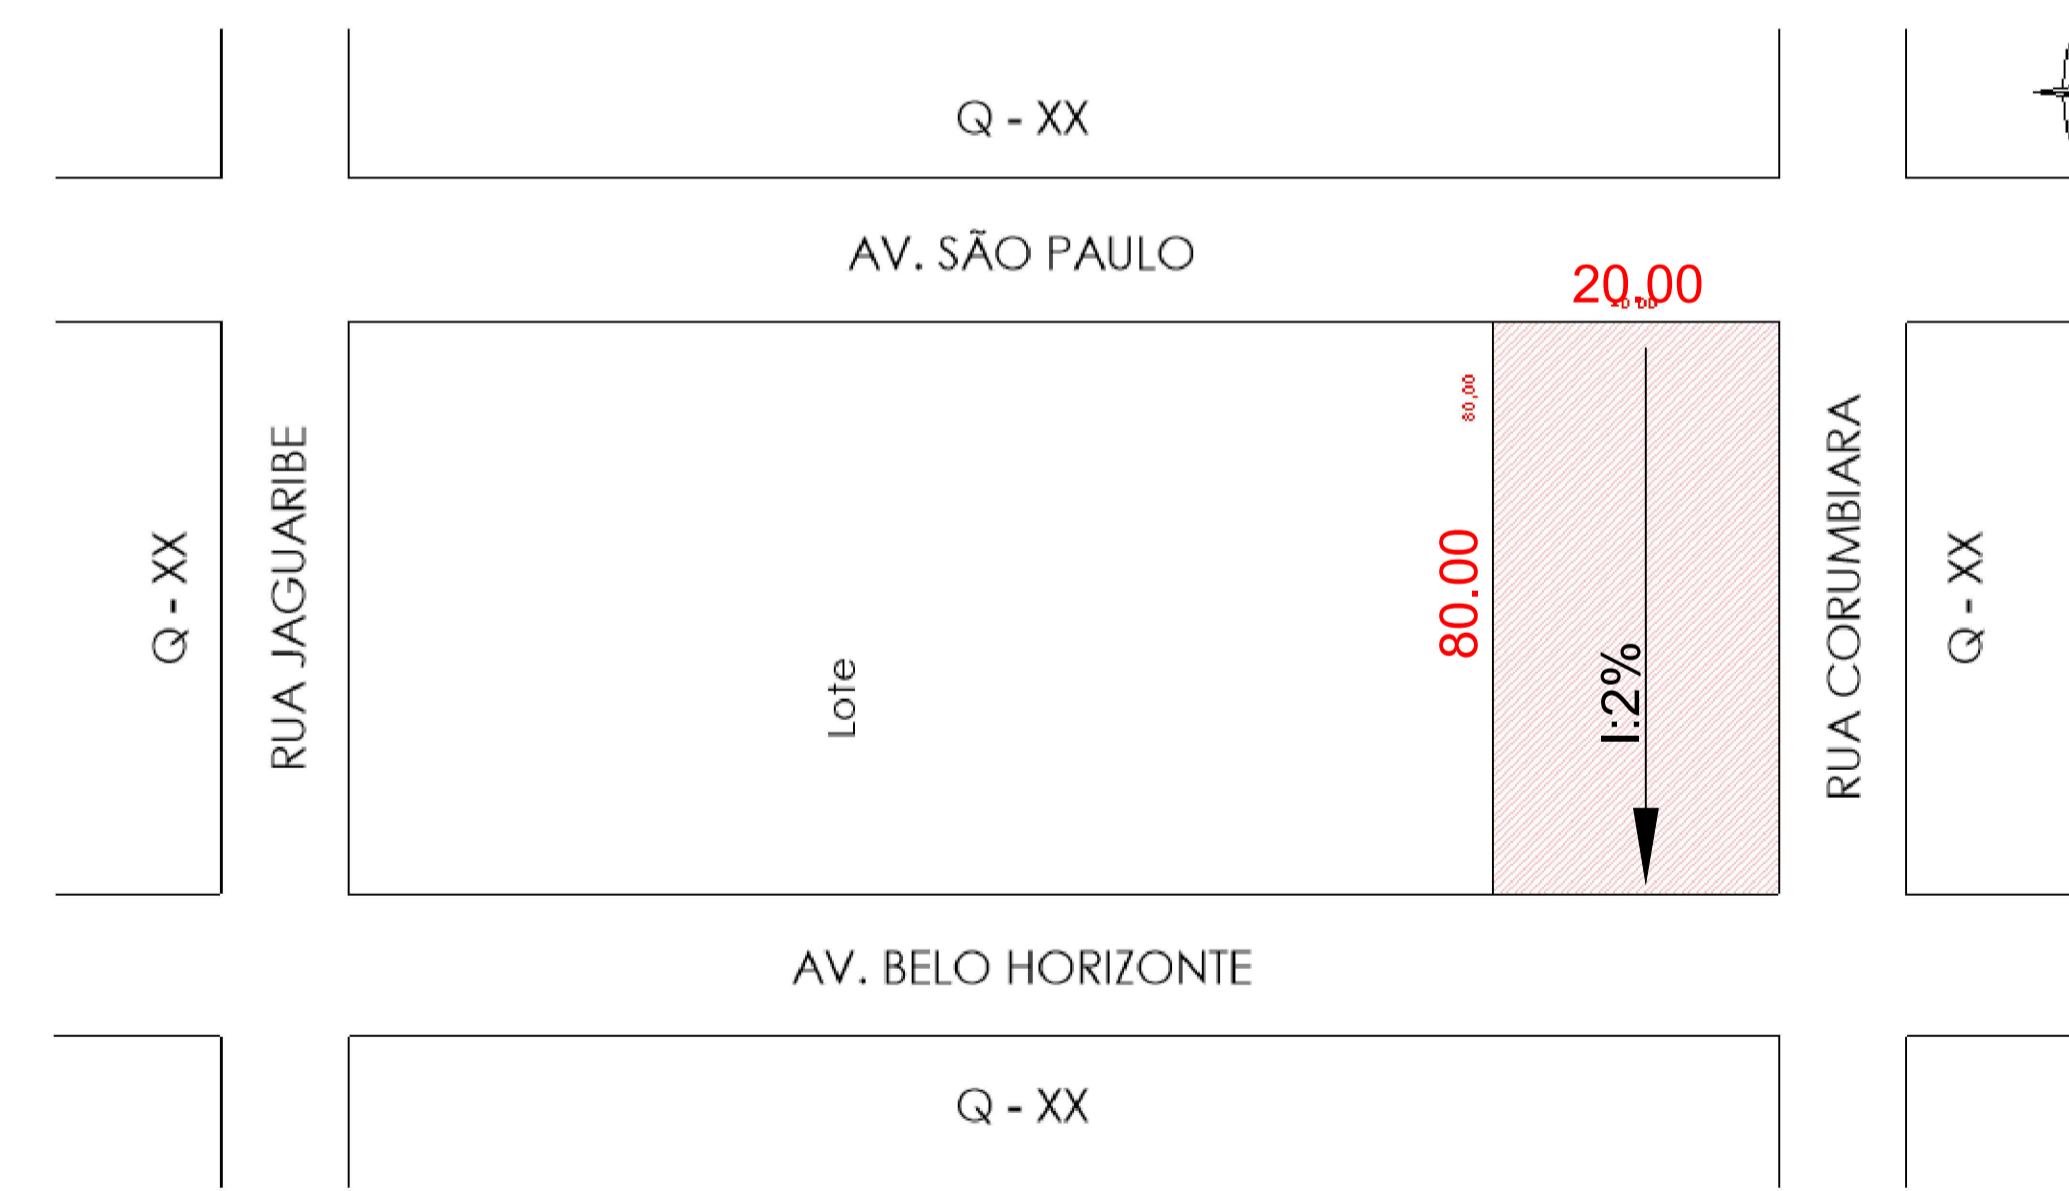 Q - XX
AV. SÃO PAULO
20.00
80,00
80.00
I:2%
Q - XX
RUA JAGUARIBE
Lote
RUA CORUMBIARA
Q - XX
AV. BELO HORIZONTE
Q - XX